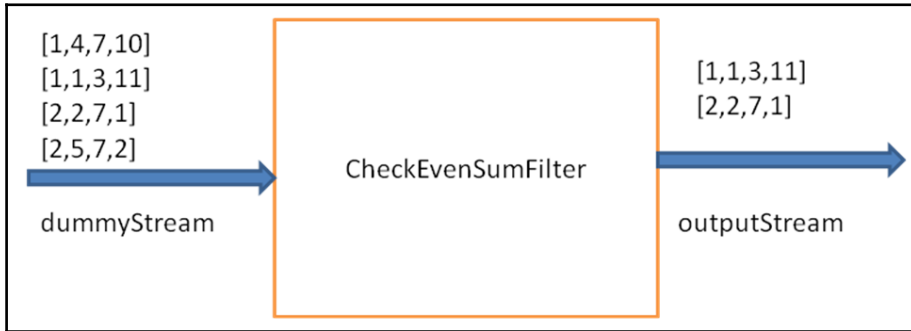 [1,4,7,10]
[1,1,3,11]
[2,2,7,1]
[2,5,7,2]
dummyStream
CheckEvenSumFilter
[1,1,3,11]
[2,2,7,1]
outputStream